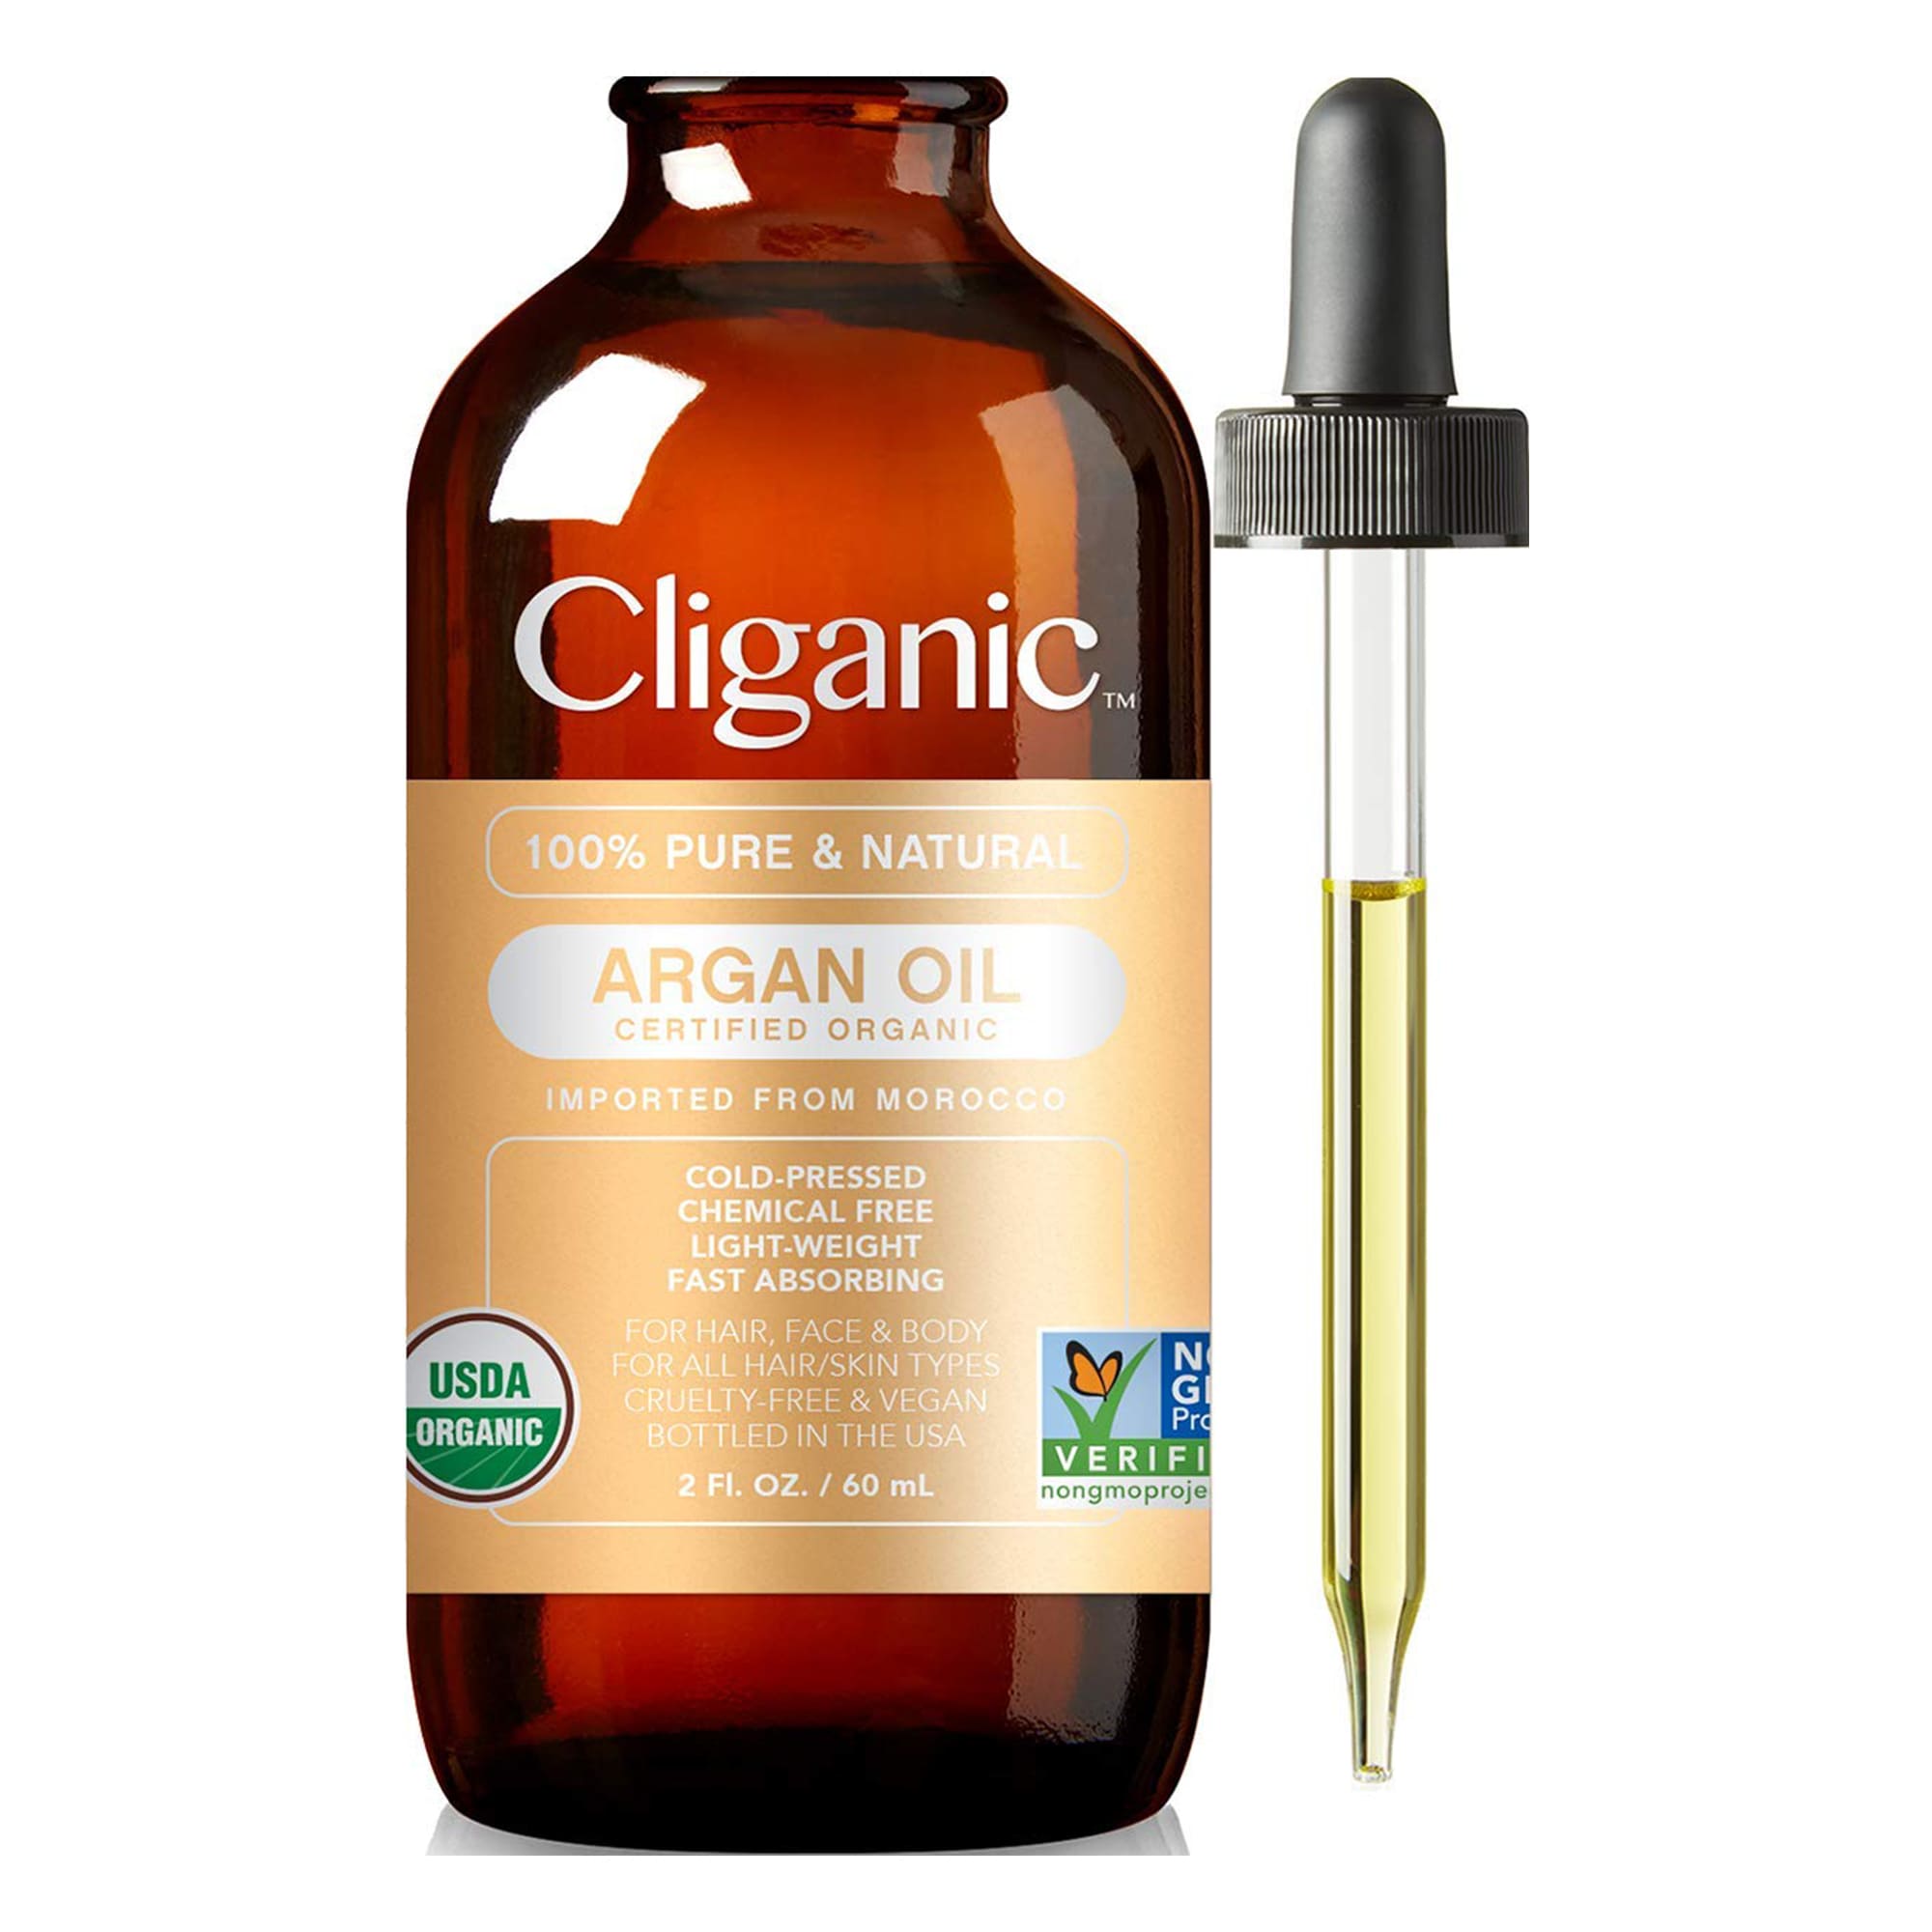 Cliganic™
100% PURE & NATURAL
ARGAN OIL
CERTIFIED ORGANIC
IMPORTED FROM MOROCCO
COLD-PRESSED
CHEMICAL FREE
LIGHT-WEIGHT
FAST ABSORBING
FOR HAIR, FACE & BODY
FOR ALL HAIR/SKIN TYPES
CRUELTY-FREE & VEGAN
BOTTLED IN THE USA
2 Fl. OZ. / 60 mL
USDA
ORGANIC